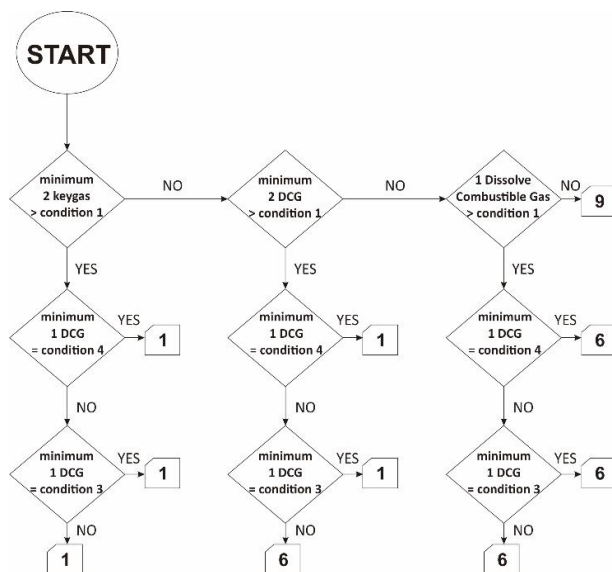 START
minimum
2 keygas
> condition 1
NO
minimum
2 DCG
> condition 1
NO
1 Dissolve
Combustible Gas
> condition 1
NO
9
YES
YES
YES
minimum
1 DCG
= condition 4
YES
1
minimum
1 DCG
= condition 4
YES
1
minimum
1 DCG
= condition 4
YES
6
NO
NO
NO
minimum
1 DCG
= condition 3
YES
1
minimum
1 DCG
= condition 3
YES
1
minimum
1 DCG
= condition 3
YES
6
NO
NO
NO
1
6
6